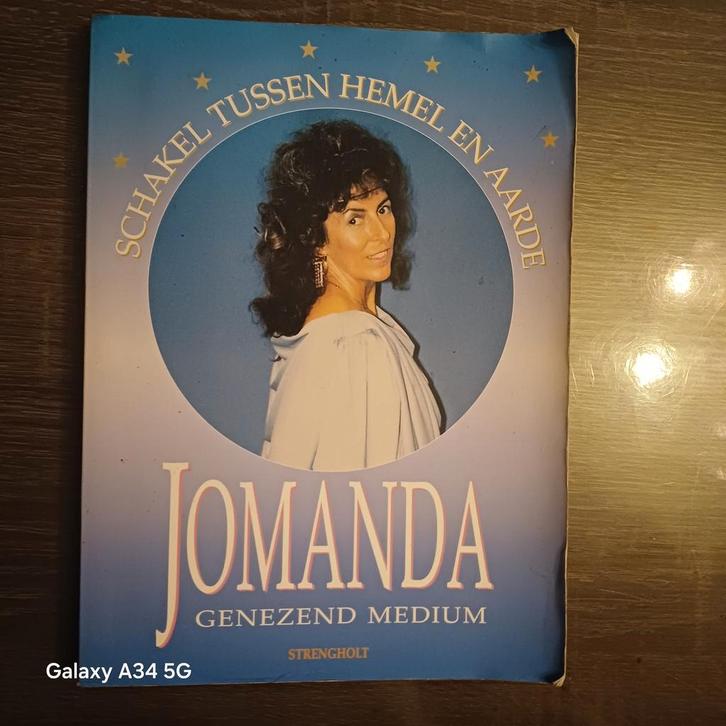 SCHAKEL TUSSEN HEMEL EN AARDE
JOMANDA
GENEZEND MEDIUM
STRENGHOLT
Galaxy A34 5G